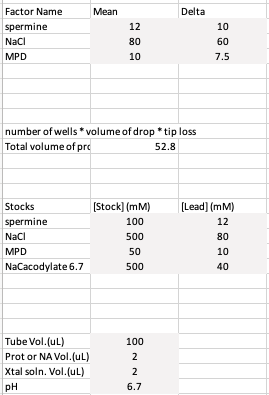 Factor Name Mean Delta
spermine 12 10
NaCl 80 60
MPD 10 7.5
number of wells * volume of drop * tip loss
Total volume of prc 52.8
Stocks [Stock] (mM) [Lead] (mM)
spermine 100 12
NaCl 500 80
MPD 50 10
NaCacodylate 6.7 500 40
Tube Vol.(uL) 100
Prot or NA Vol.(uL) 2
Xtal soln. Vol.(uL) 2
pH 6.7